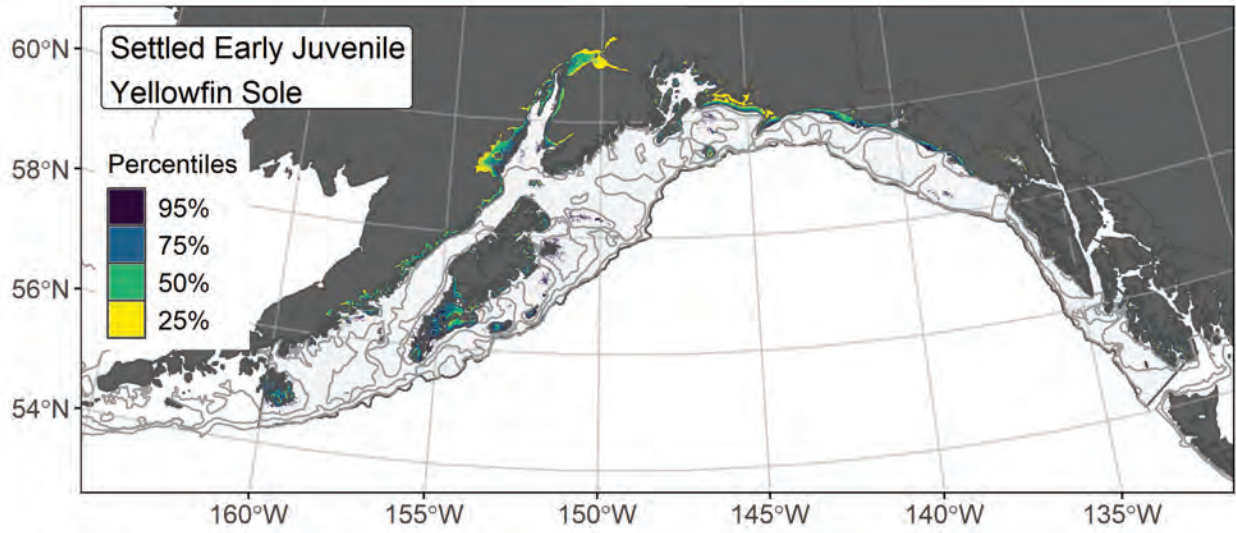 Settled Early Juvenile
Yellowfin Sole
Percentiles
95%
75%
50%
25%
60°N
58°N
56°N
54°N
160°W
155°W
150°W
145°W
140°W
135°W